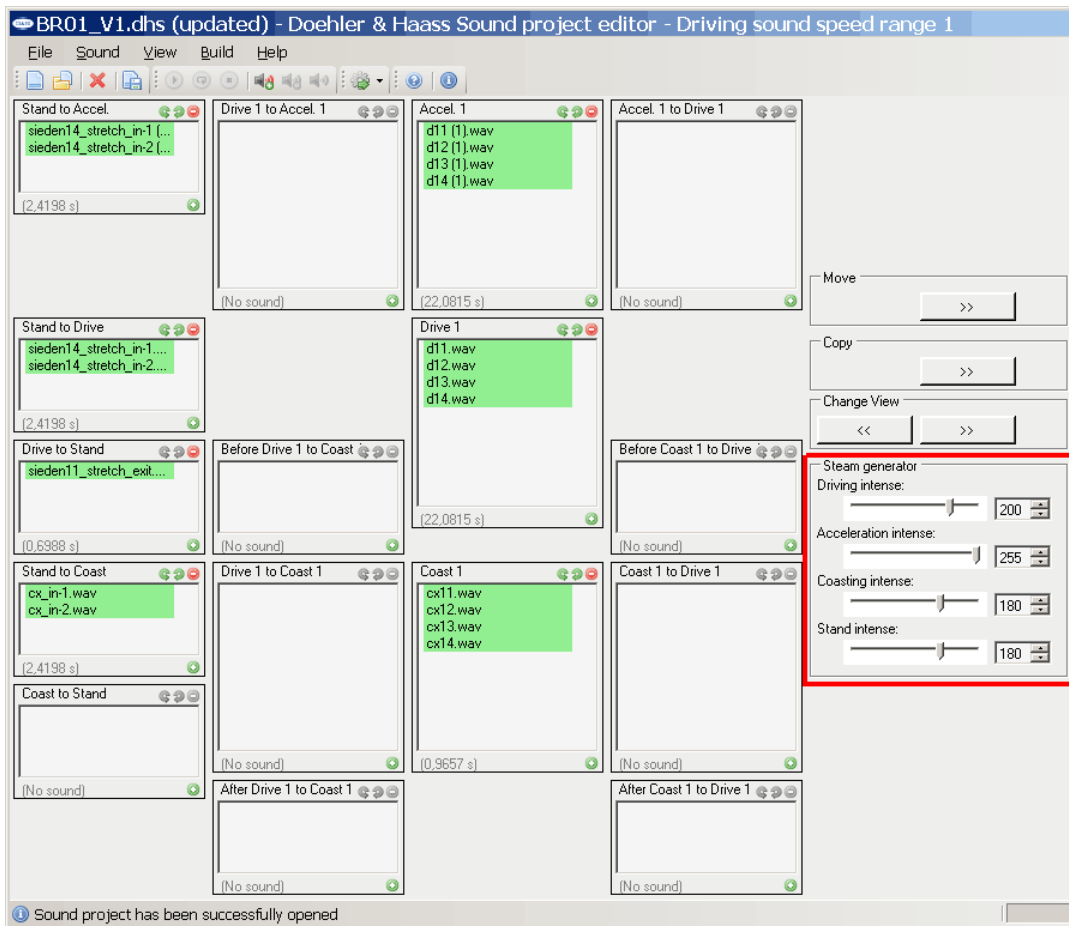 BR01_V1.dhs (updated) - Doehler & Haass Sound project editor - Driving sound speed range 1
File Sound View Build Help
Stand to Accel.
sieden14_stretch_in-1 (...
sieden14_stretch_in-2 (...
(2,4198 s)
Drive 1 to Accel. 1
(No sound)
Accel. 1
d11 (1).wav
d12 (1).wav
d13 (1).wav
d14 (1).wav
(22,0815 s)
Accel. 1 to Drive 1
(No sound)
Move
>>
Stand to Drive
sieden14_stretch_in-1....
sieden14_stretch_in-2....
(2,4198 s)
Drive 1
d11.wav
d12.wav
d13.wav
d14.wav
(22,0815 s)
Copy
>>
Change View
<< >>
Drive to Stand
sieden11_stretch_exit....
(0,6988 s)
Before Drive 1 to Coast
(No sound)
Before Coast 1 to Drive
(No sound)
Steam generator
Driving intense:
200
Acceleration intense:
255
Coasting intense:
180
Stand intense:
180
Stand to Coast
cx_in-1.wav
cx_in-2.wav
(2,4198 s)
Drive 1 to Coast 1
(No sound)
Coast 1
cx11.wav
cx12.wav
cx13.wav
cx14.wav
(0,9657 s)
Coast 1 to Drive 1
(No sound)
Coast to Stand
(No sound)
After Drive 1 to Coast 1
(No sound)
After Coast 1 to Drive 1
(No sound)
Sound project has been successfully opened